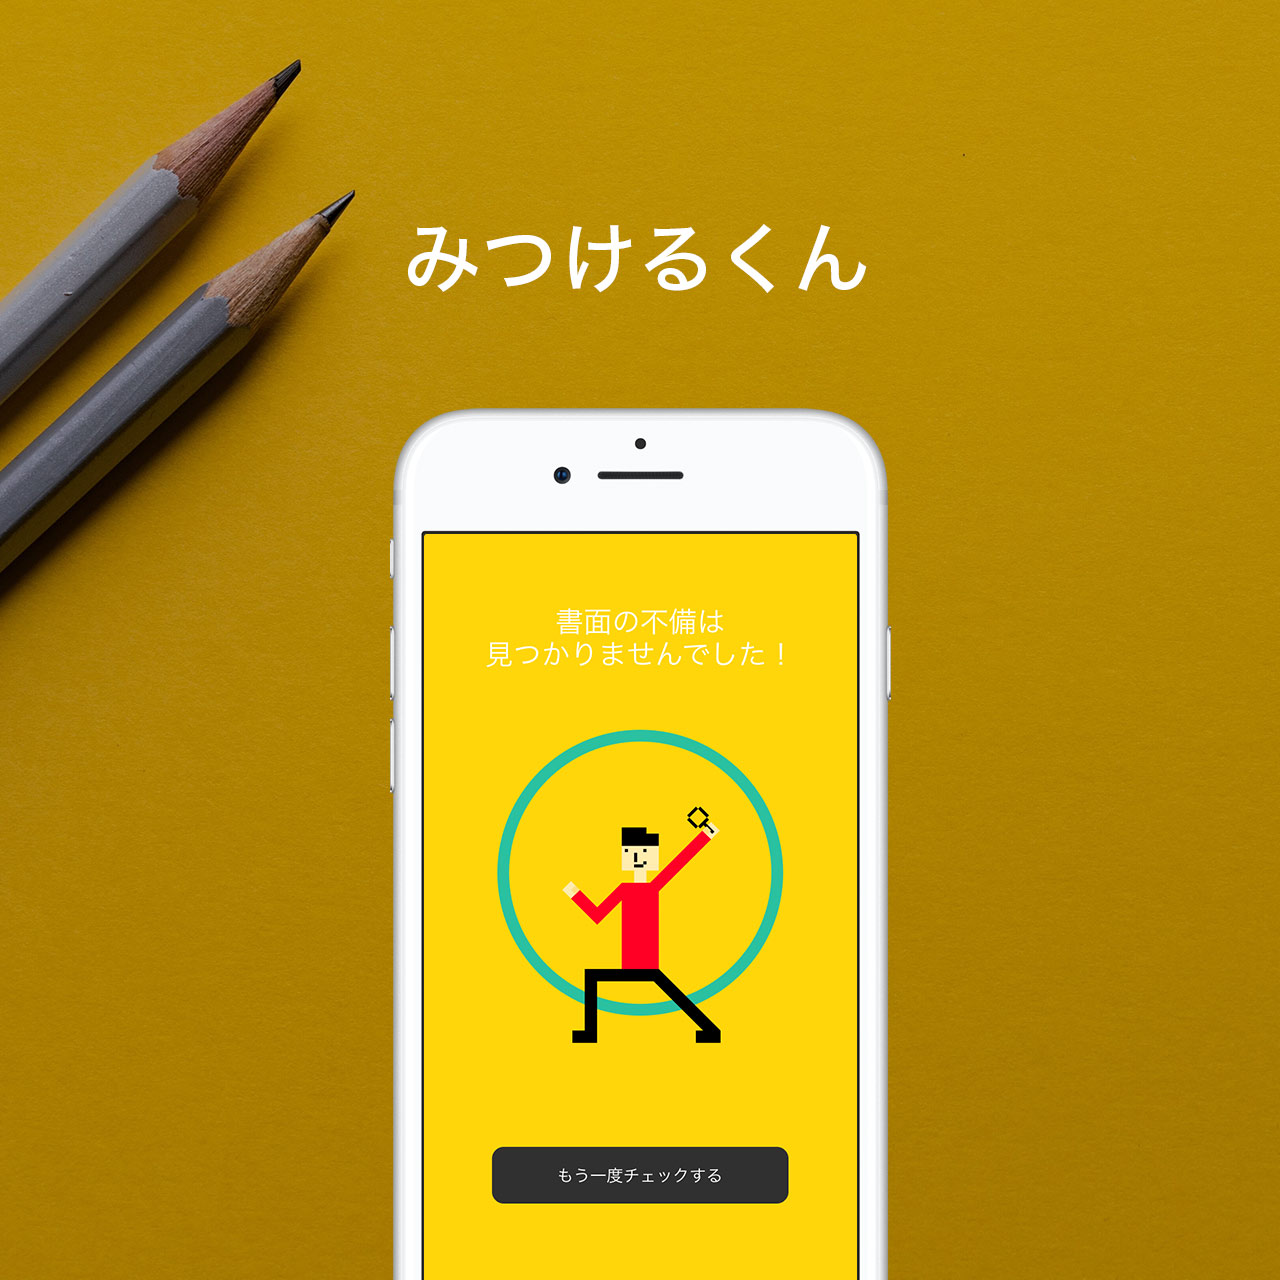 みつけるくん
書面の不備は
見つかりませんでした！
もう一度チェックする